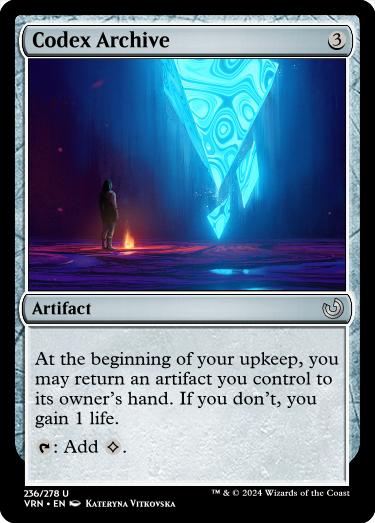 Codex Archive 3
Artifact
At the beginning of your upkeep, you
may return an artifact you control to
its owner's hand. If you don't, you
gain 1 life.
: Add .
236/278 U
VRN • EN Kateryna Vitkovska
™ & © 2024 Wizards of the Coast